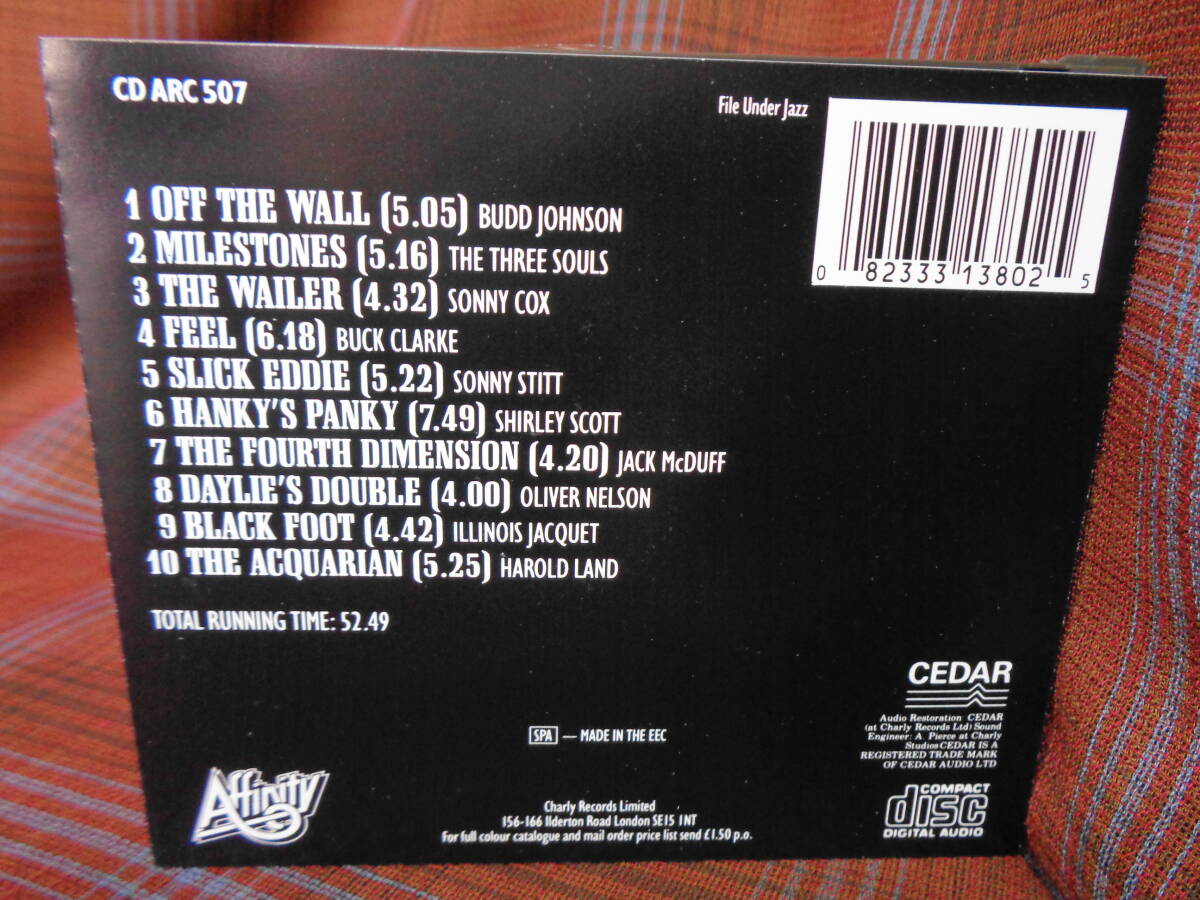 CD ARC 507
File Under Jazz
0 82333 13802 5
1 OFF THE WALL (5.05) BUDD JOHNSON
2 MILESTONES (5.16) THE THREE SOULS
3 THE WAILER (4.32) SONNY COX
4 FEEL (6.18) BUCK CLARKE
5 SLICK EDDIE (5.22) SONNY STITT
6 HANKY'S PANKY (7.49) SHIRLEY SCOTT
7 THE FOURTH DIMENSION (4.20) JACK McDUFF
8 DAYLIE'S DOUBLE (4.00) OLIVER NELSON
9 BLACK FOOT (4.42) ILLINOIS JACQUET
10 THE ACQUARIAN (5.25) HAROLD LAND
TOTAL RUNNING TIME: 52.49
CEDAR
Audio Restoration CEDAR
(at Charly Records Ltd) Sound
Engineer: A. Pierce at Charly
Studios CEDAR IS A
REGISTERED TRADE MARK
OF CEDAR AUDIO LTD
SPA — MADE IN THE EEC
Affinity
Charly Records Limited
156-166 Ilderton Road London SE15 1NT
For full colour catalogue and mail order price list send £1.50 p.o.
COMPACT
disc
DIGITAL AUDIO